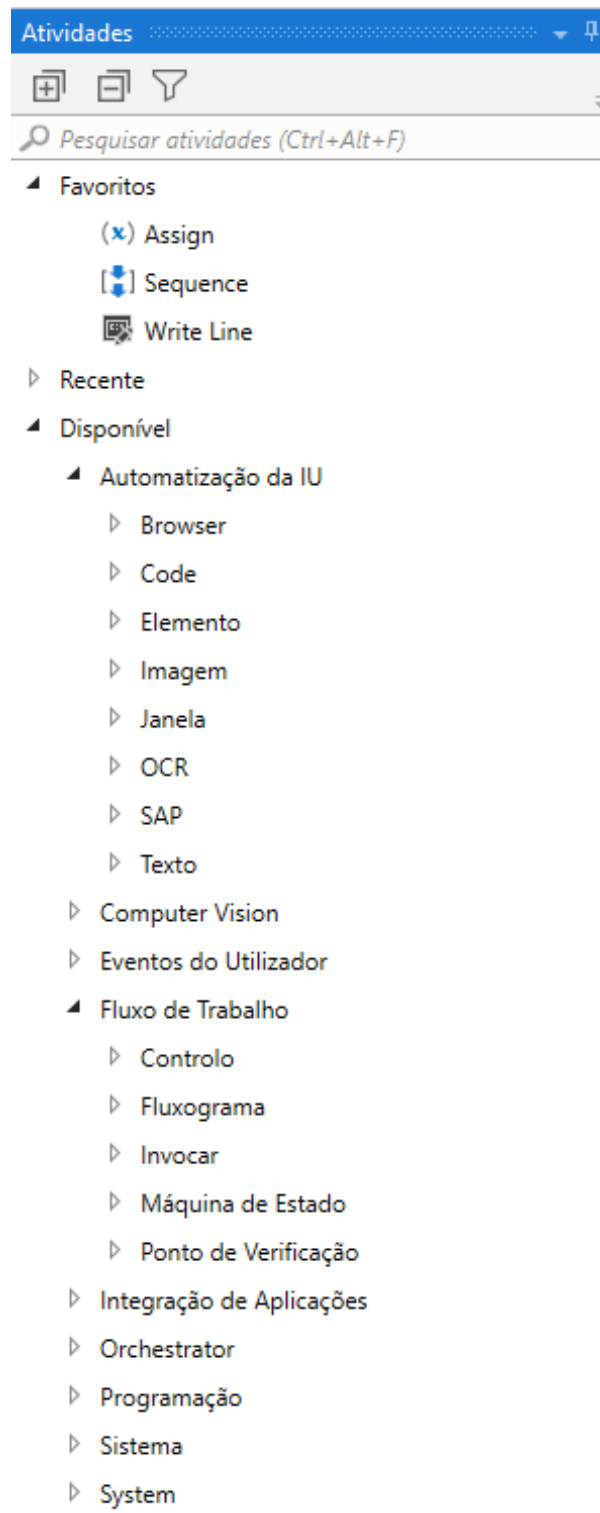 Atividades
Pesquisar atividades (Ctrl+Alt+F)
Favoritos
Assign
Sequence
Write Line
Recente
Disponível
Automatização da IU
Browser
Code
Elemento
Imagem
Janela
OCR
SAP
Texto
Computer Vision
Eventos do Utilizador
Fluxo de Trabalho
Controlo
Fluxograma
Invocar
Máquina de Estado
Ponto de Verificação
Integração de Aplicações
Orchestrator
Programação
Sistema
System